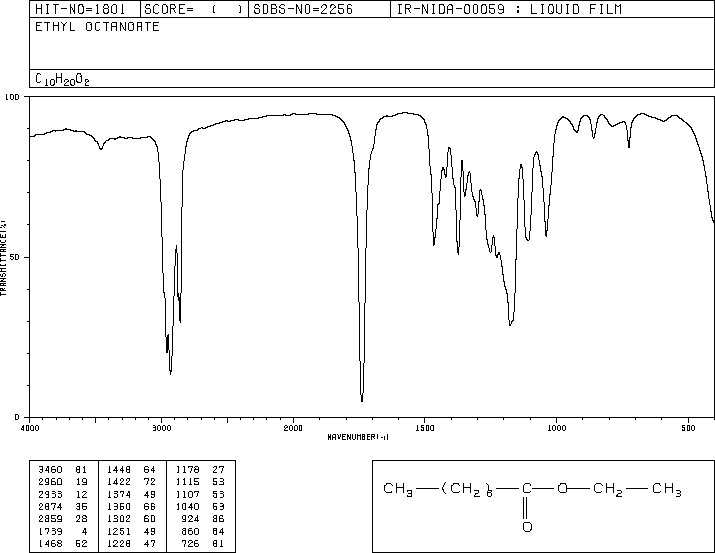 HIT-NO=1801 SCORE= ( ) SDBS-NO=2256 IR-NIDA-00059 : LIQUID FILM
ETHYL OCTANOATE
C10H20O2
100
50
0
TRANSMITTANCE(%)
4000 3000 2000 1500 1000 500
WAVENUMBER(-1)
3460 81 1448 64 1178 27
2960 19 1422 72 1115 53
2933 12 1374 49 1107 53
2874 36 1350 66 1040 53
2859 28 1302 60 924 86
1739 4 1251 49 860 84
1468 52 1228 47 726 81
CH3 (CH2)6 C O CH2 CH3
O